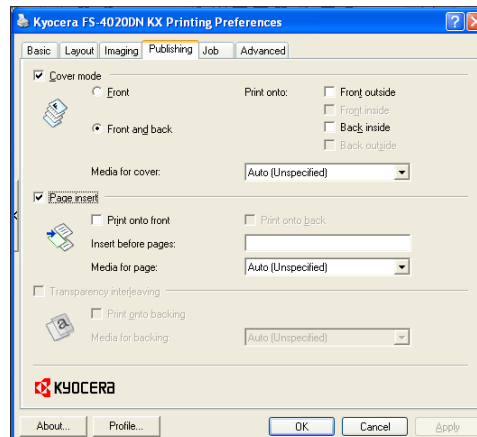 Kyocera FS-4020DN KX Printing Preferences
Basic Layout Imaging Publishing Job Advanced
Cover mode
Front Print onto: Front outside
Front inside
Front and back Back inside
Back outside
Media for cover: Auto (Unspecified)
Page insert
Print onto front Print onto back
Insert before pages:
Media for page: Auto (Unspecified)
Transparency interleaving
Print onto backing
Media for backing: Auto (Unspecified)
KYOCERA
About... Profile... OK Cancel Apply